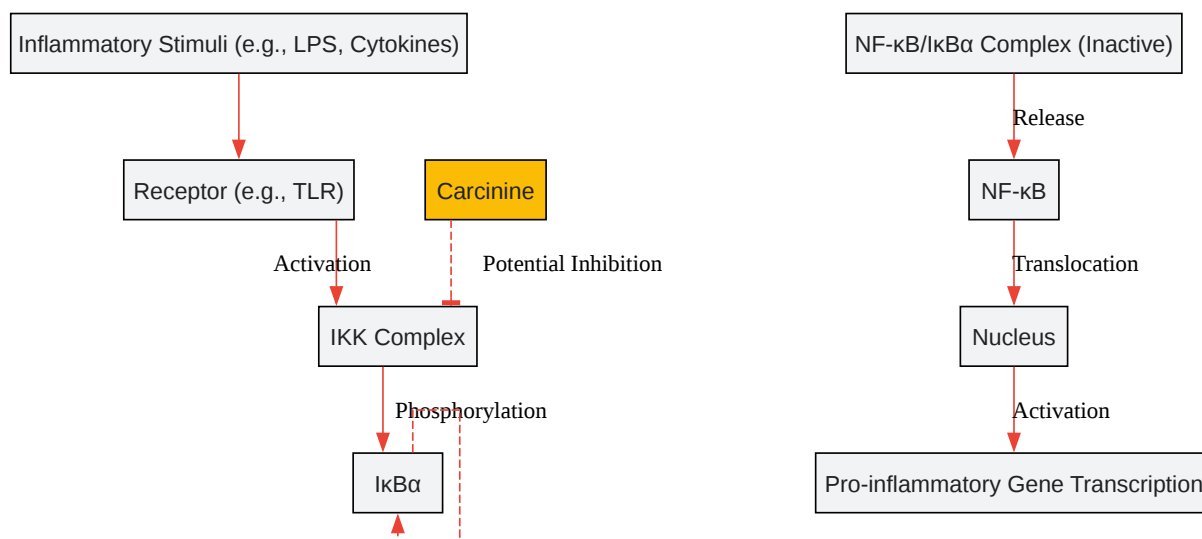 Inflammatory Stimuli (e.g., LPS, Cytokines)
NF-κB/IκBα Complex (Inactive)
Release
Receptor (e.g., TLR)
Carcinine
NF-κB
Activation
Potential Inhibition
Translocation
IKK Complex
Nucleus
Phosphorylation
Activation
IκBα
Pro-inflammatory Gene Transcription